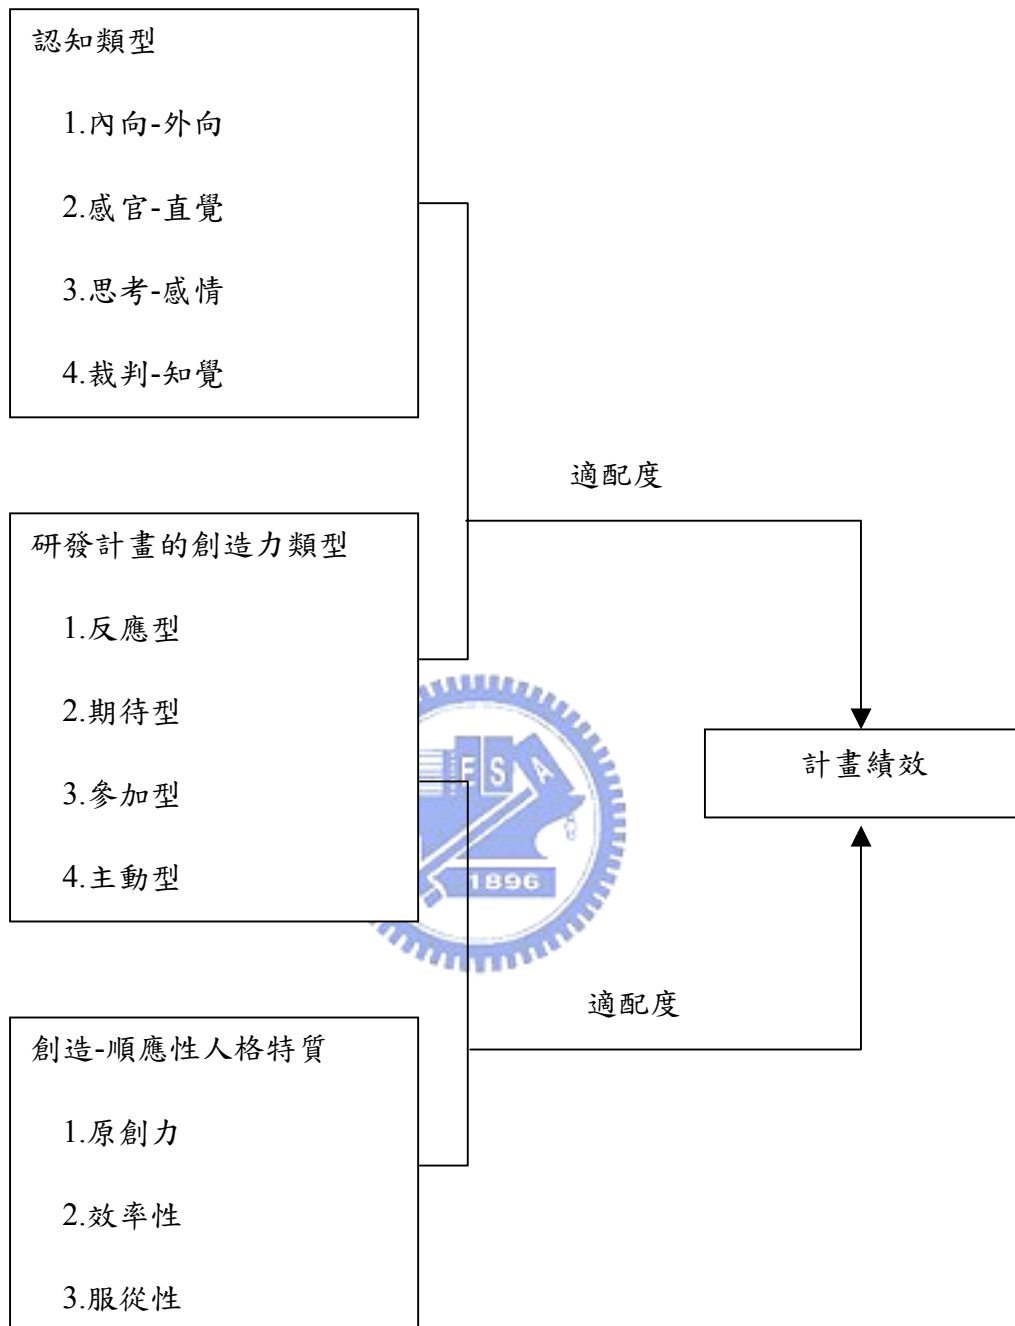 認知類型
1.內向-外向
2.感官-直覺
3.思考-感情
4.裁判-知覺
適配度
研發計畫的創造力類型
1.反應型
2.期待型
3.參加型
4.主動型
ESA
1896
計畫績效
適配度
創造-順應性人格特質
1.原創力
2.效率性
3.服從性